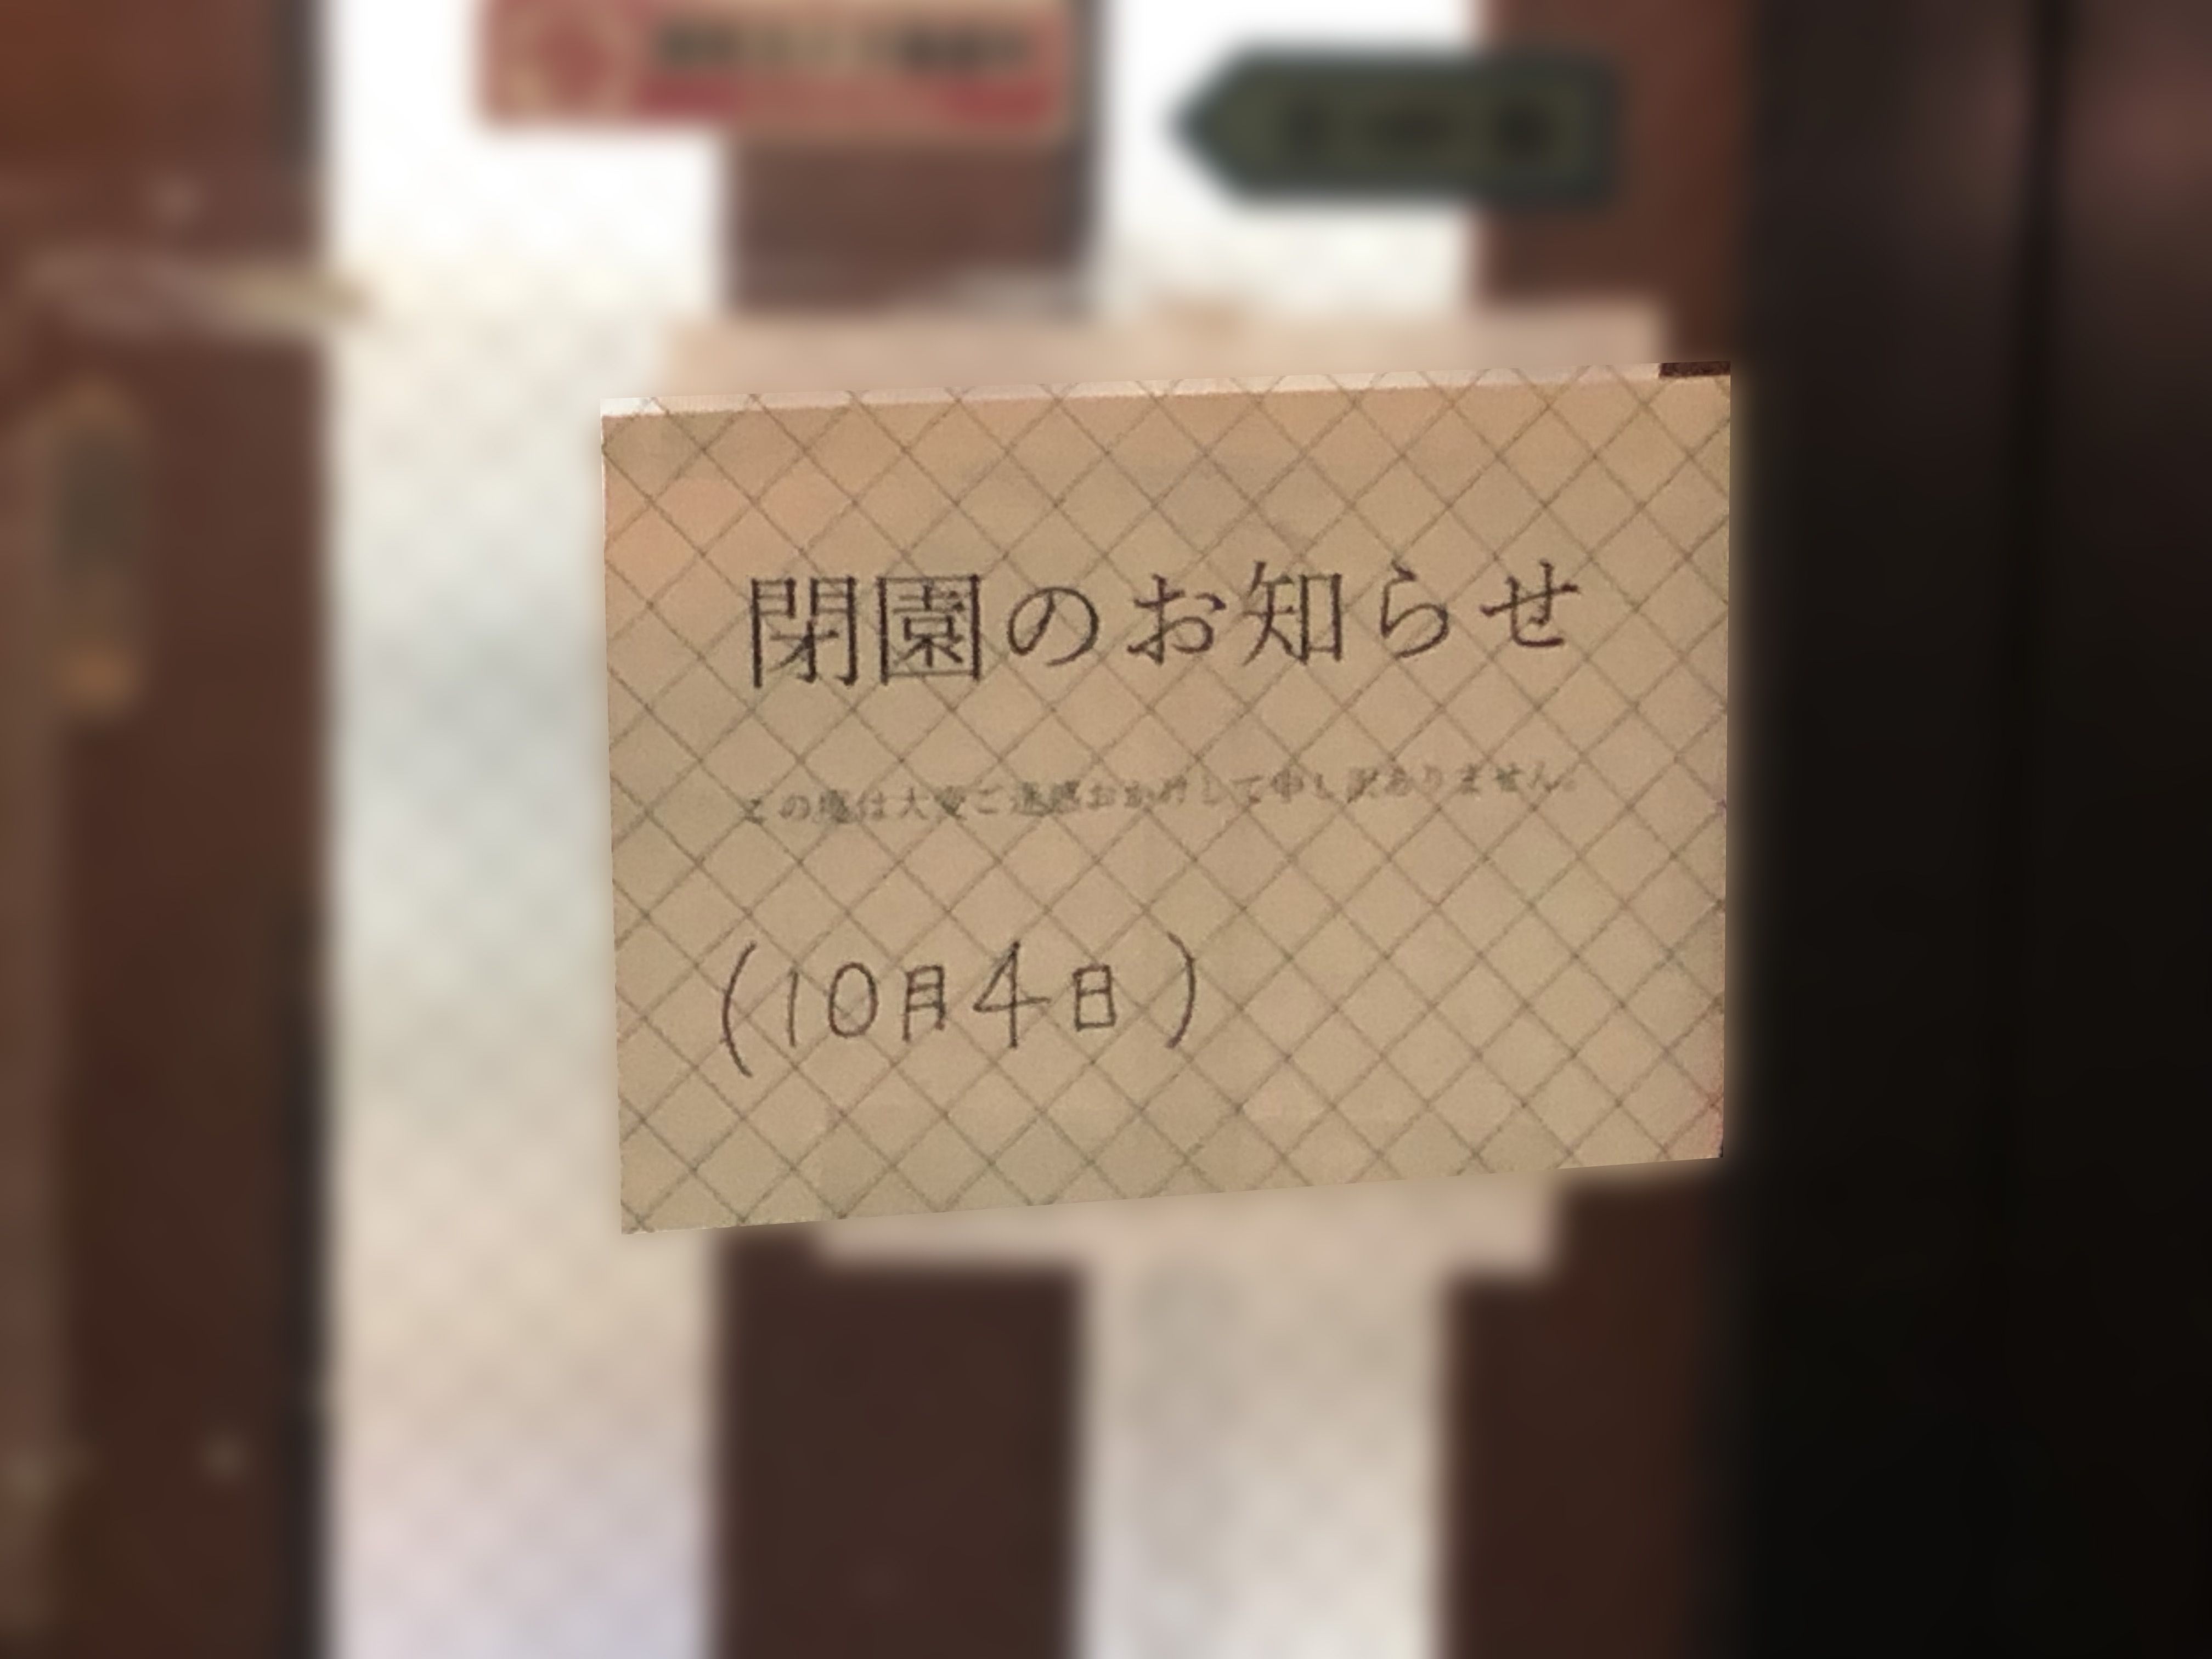 閉園のお知らせ
この度は大変ご迷惑おかけして申し訳ありません。
(10月4日)